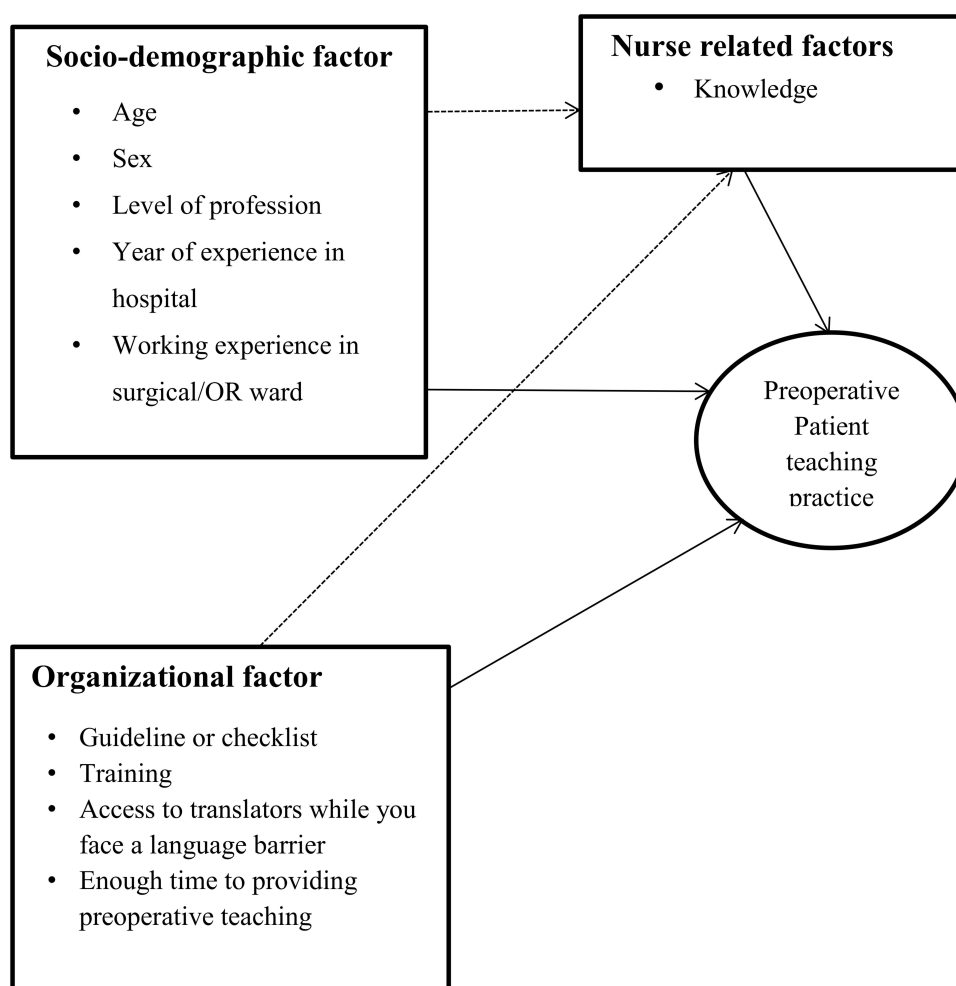 Socio-demographic factor
• Age
• Sex
• Level of profession
• Year of experience in
hospital
• Working experience in
surgical/OR ward
Nurse related factors
• Knowledge
Preoperative
Patient
teaching
practice
Organizational factor
• Guideline or checklist
• Training
• Access to translators while you
face a language barrier
• Enough time to providing
preoperative teaching